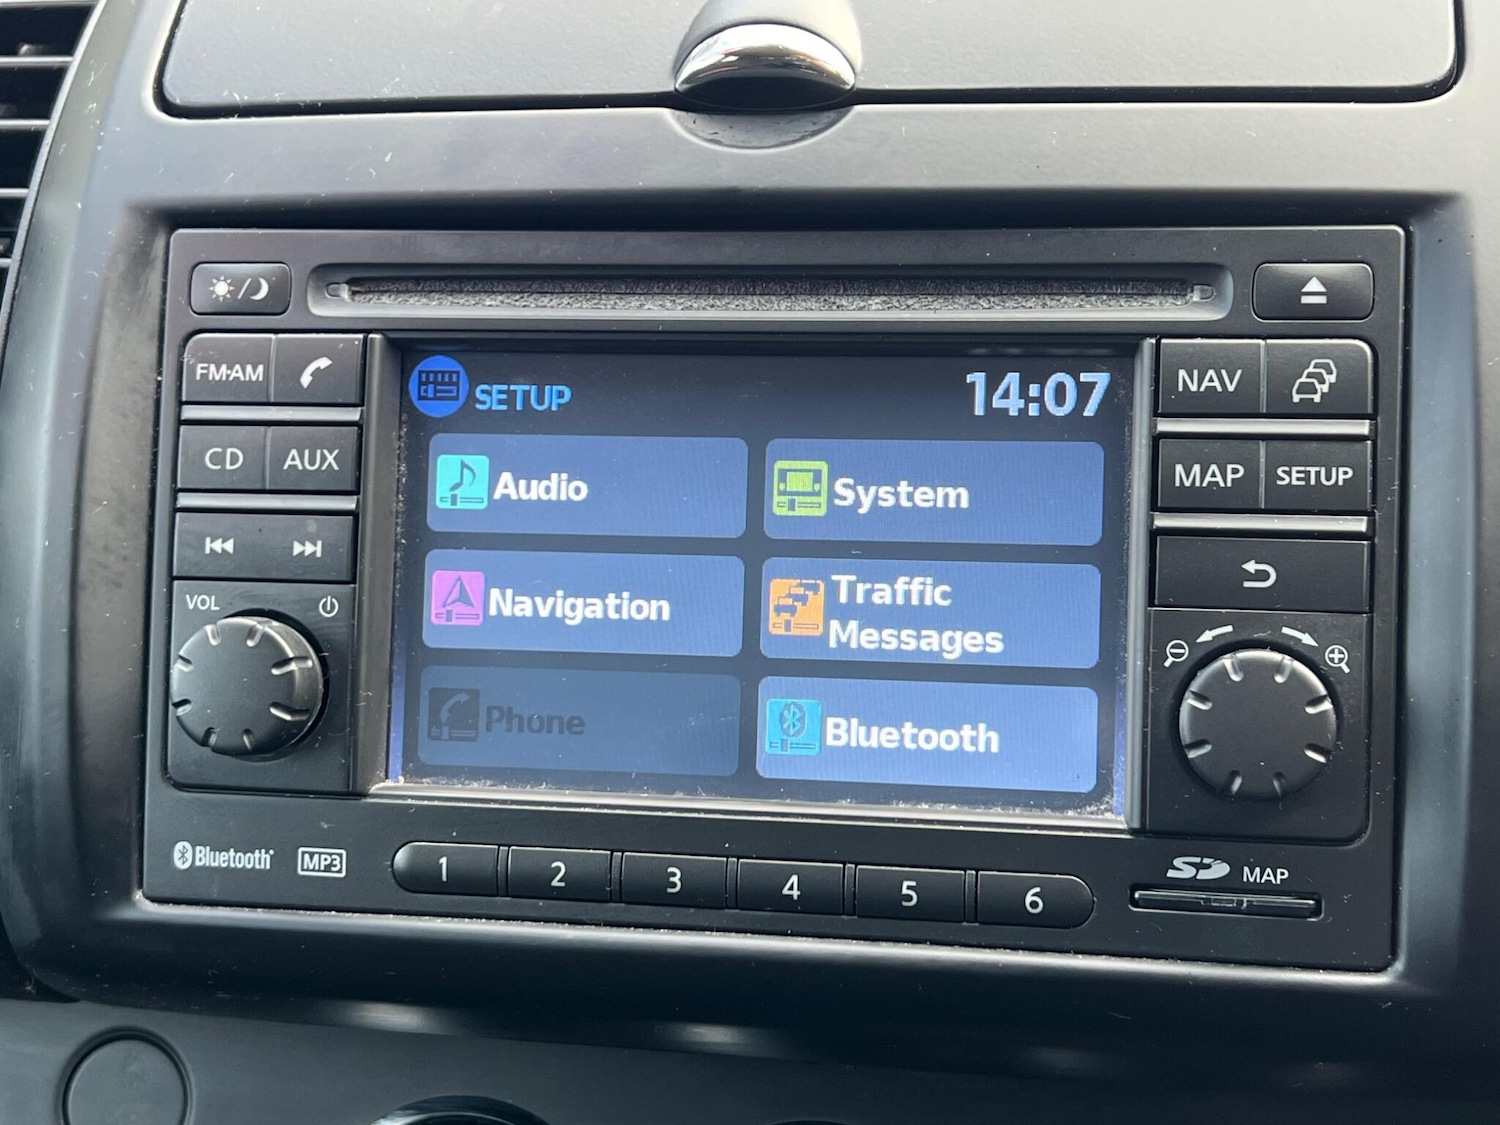 FM·AM
CD AUX
VOL
SETUP 14:07
Audio System
Navigation Traffic
Messages
Phone Bluetooth
NAV
MAP SETUP
Bluetooth MP3
1 2 3 4 5 6
SD MAP